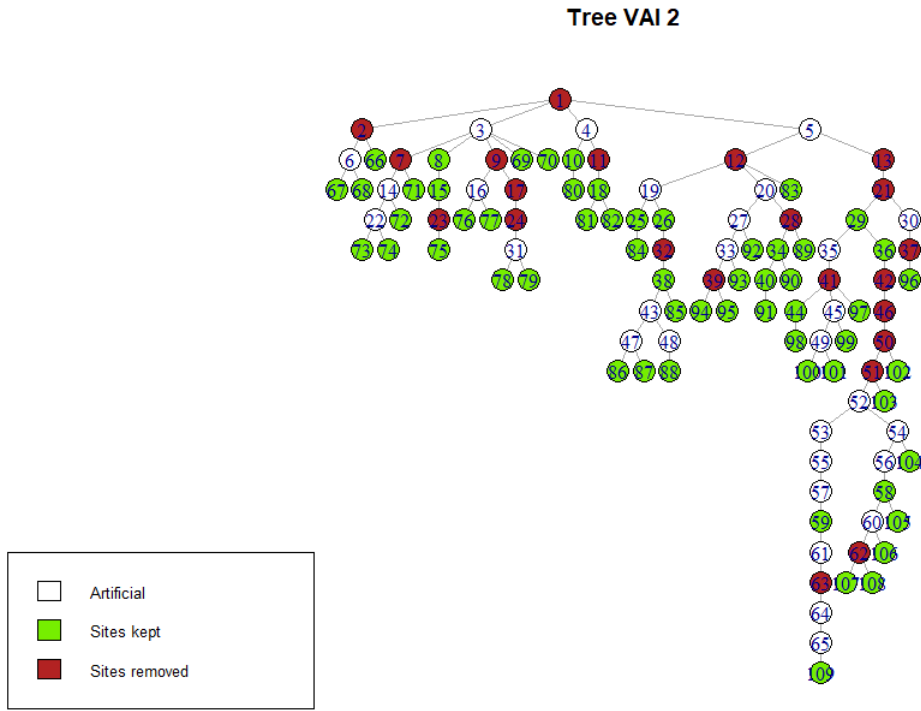 Tree VAI 2
1
2 3 4 5
6 66 7 8 9 69 70 10 11 12 13
67 68 14 71 15 16 17 80 18 19 20 83 21
22 72 23 76 77 24 81 82 25 26 27 28 29 30
73 74 75 31 84 32 33 92 34 89 35 36 37
78 79 38 39 93 40 90 41 42 96
43 85 94 95 91 44 45 97 46
47 48 98 49 99 50
86 87 88 100 101 51 102
52 103
53 54
55 56 104
57 58
59 60 105
61 62 106
63 107 108
64
65
109
Artificial
Sites kept
Sites removed